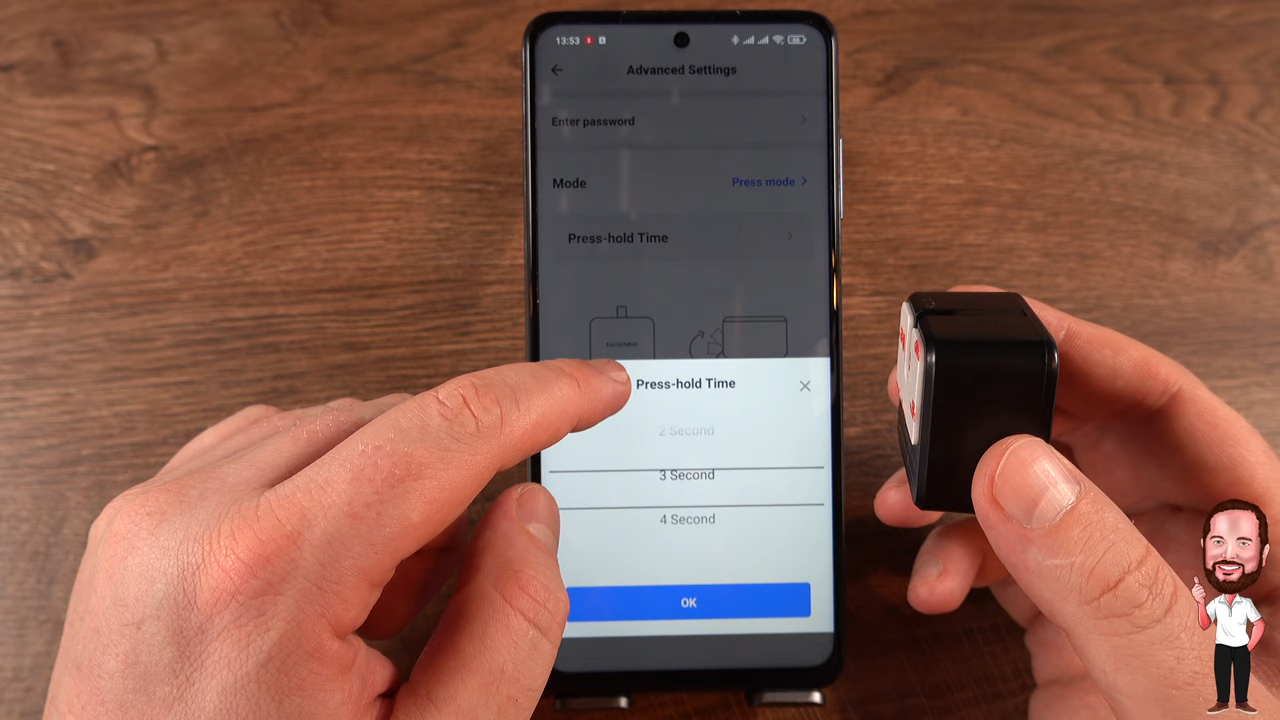 13:53
Advanced Settings
Enter password
Mode
Press mode
Press-hold Time
SwitchBot
Press-hold Time
2 Second
3 Second
4 Second
OK